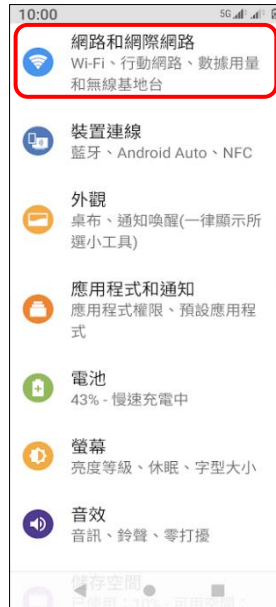 10:00
5G
網路和網際網路
Wi-Fi、行動網路、數據用量
和無線基地台
裝置連線
藍牙、Android Auto、NFC
外觀
桌布、通知喚醒(一律顯示所
選小工具)
應用程式和通知
應用程式權限、預設應用程
式
電池
43% - 慢速充電中
螢幕
亮度等級、休眠、字型大小
音效
音訊、鈴聲、零打擾
儲存空間